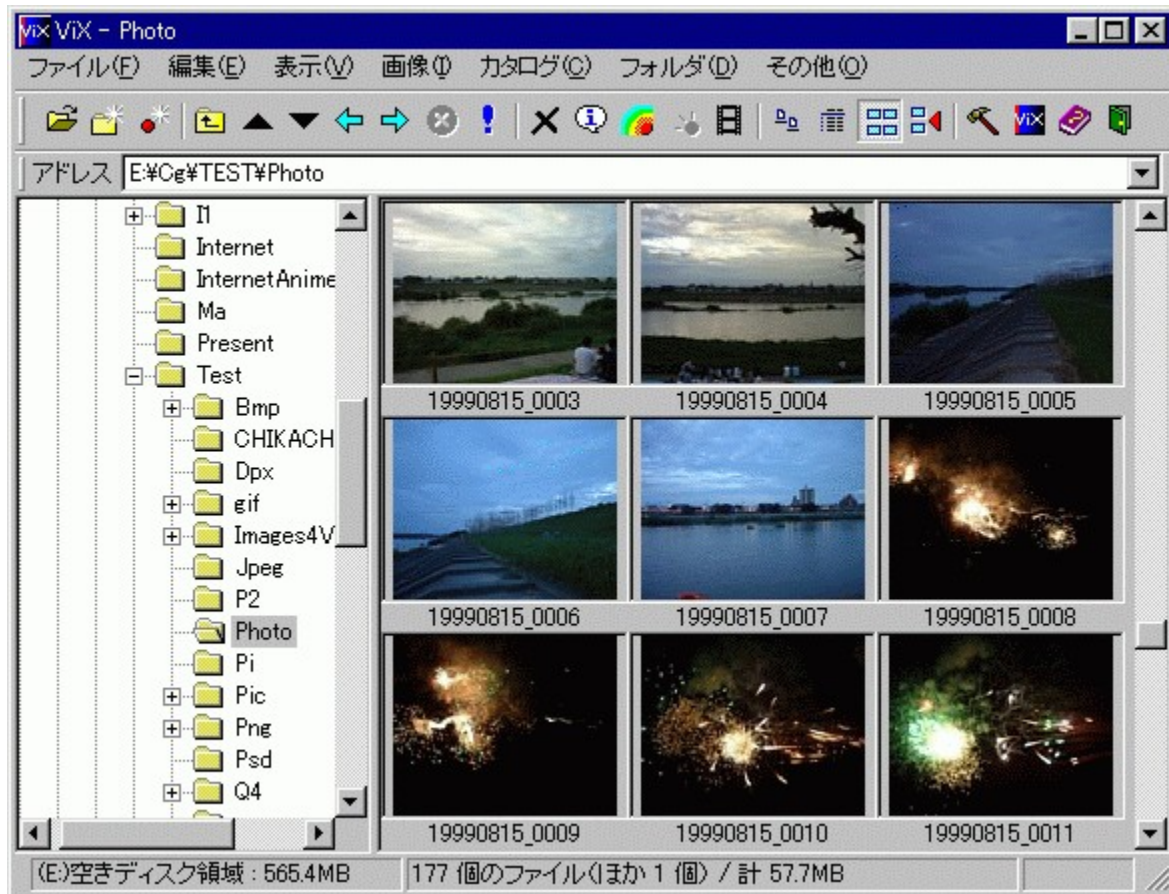 ViX ViX - Photo
ファイル(F) 編集(E) 表示(V) 画像(I) カタログ(C) フォルダ(D) その他(O)
ViX
アドレス E:¥Cg¥TEST¥Photo
I1
Internet
InternetAnime
Ma
Present
Test
Bmp
CHIKACH
Dpx
gif
Images4V
Jpeg
P2
Photo
Pi
Pic
Png
Psd
Q4
19990815_0003 19990815_0004 19990815_0005
19990815_0006 19990815_0007 19990815_0008
19990815_0009 19990815_0010 19990815_0011
(E:)空きディスク領域 : 565.4MB 177 個のファイル(ほか 1 個) / 計 57.7MB